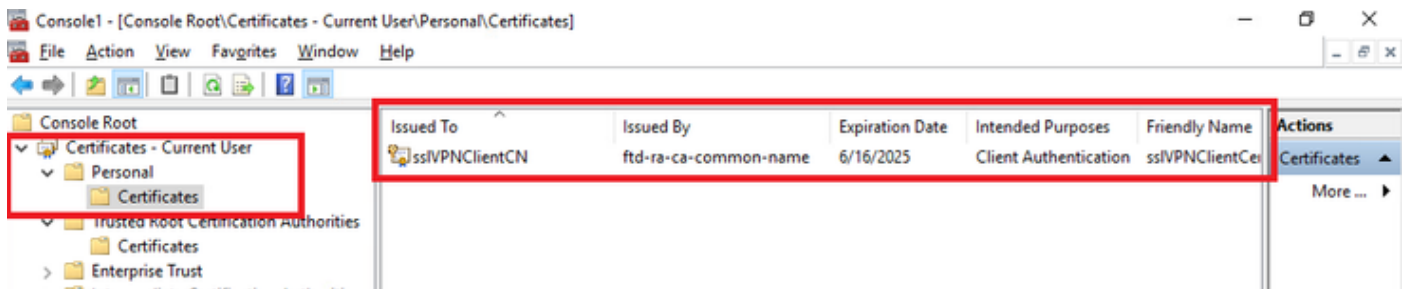 Console1 - [Console Root\Certificates - Current User\Personal\Certificates]
File Action View Favorites Window Help
Console Root
Certificates - Current User
Personal
Certificates
Trusted Root Certification Authorities
Certificates
Enterprise Trust
Issued To Issued By Expiration Date Intended Purposes Friendly Name
sslVPNClientCN ftd-ra-ca-common-name 6/16/2025 Client Authentication sslVPNClientCer
Actions
Certificates
More ...